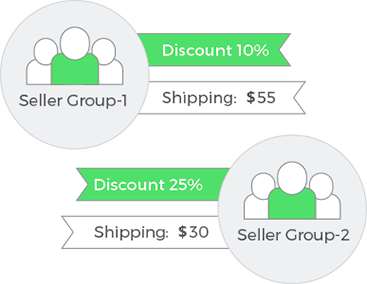 Discount 10%
Seller Group-1
Shipping: $55
Discount 25%
Shipping: $30
Seller Group-2